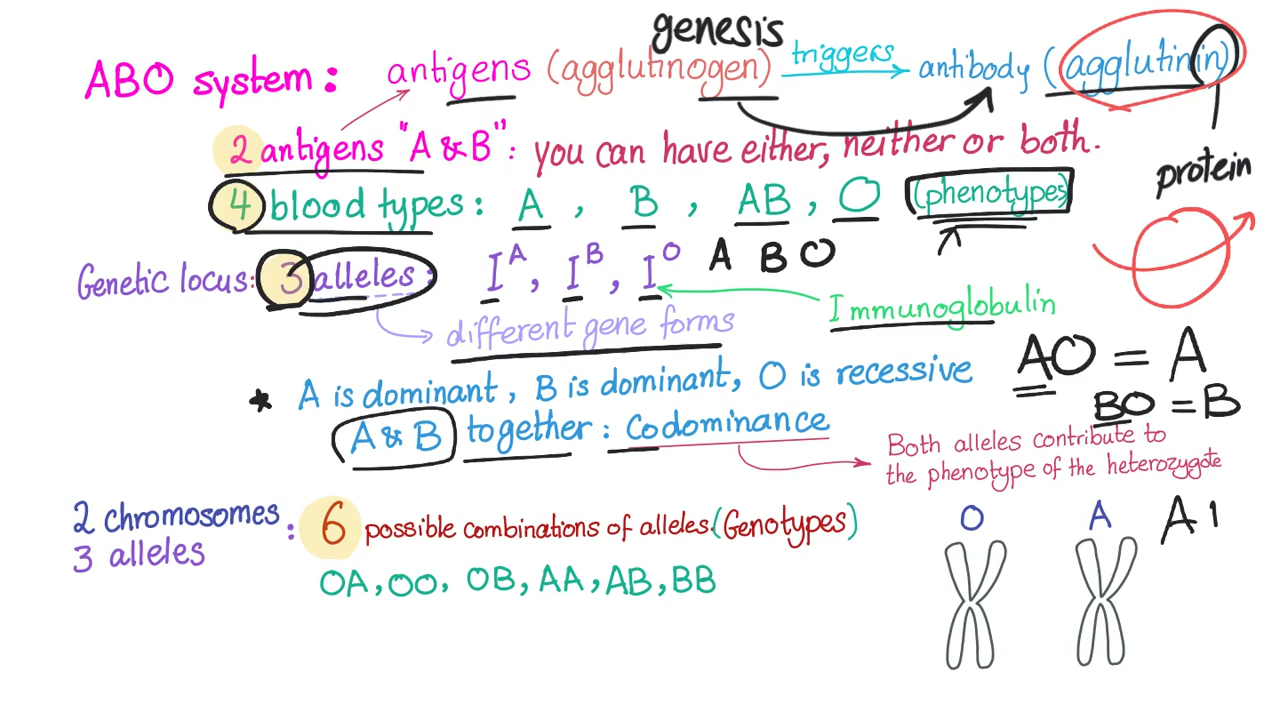 genesis
ABO system: antigens (agglutinogen) triggers antibody (agglutinin)
2 antigens "A & B": you can have either, neither or both.
protein
4 blood types: A, B, AB, O (phenotypes)
Genetic locus: 3 alleles: I^A, I^B, I^O A B O
Immunoglobulin
different gene forms
AO = A
* A is dominant, B is dominant, O is recessive
BO = B
A & B together: Codominance
Both alleles contribute to
the phenotype of the heterozygote
2 chromosomes
3 alleles
: 6 possible combinations of alleles (Genotypes)
O A A1
OA, OO, OB, AA, AB, BB